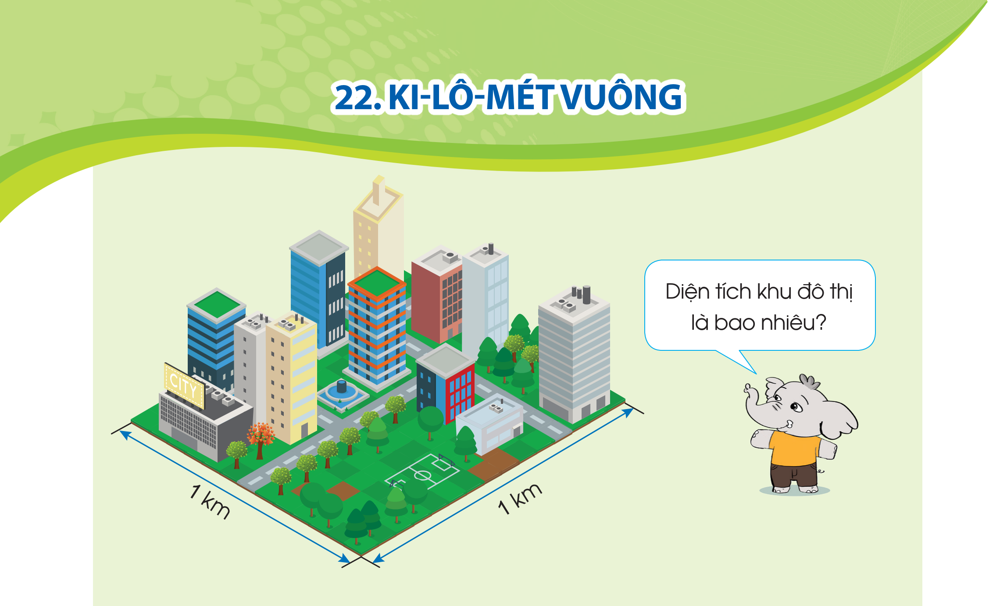 22. KI-LÔ-MÉT VUÔNG
Diện tích khu đô thị
là bao nhiêu?
CITY
1 km
1 km